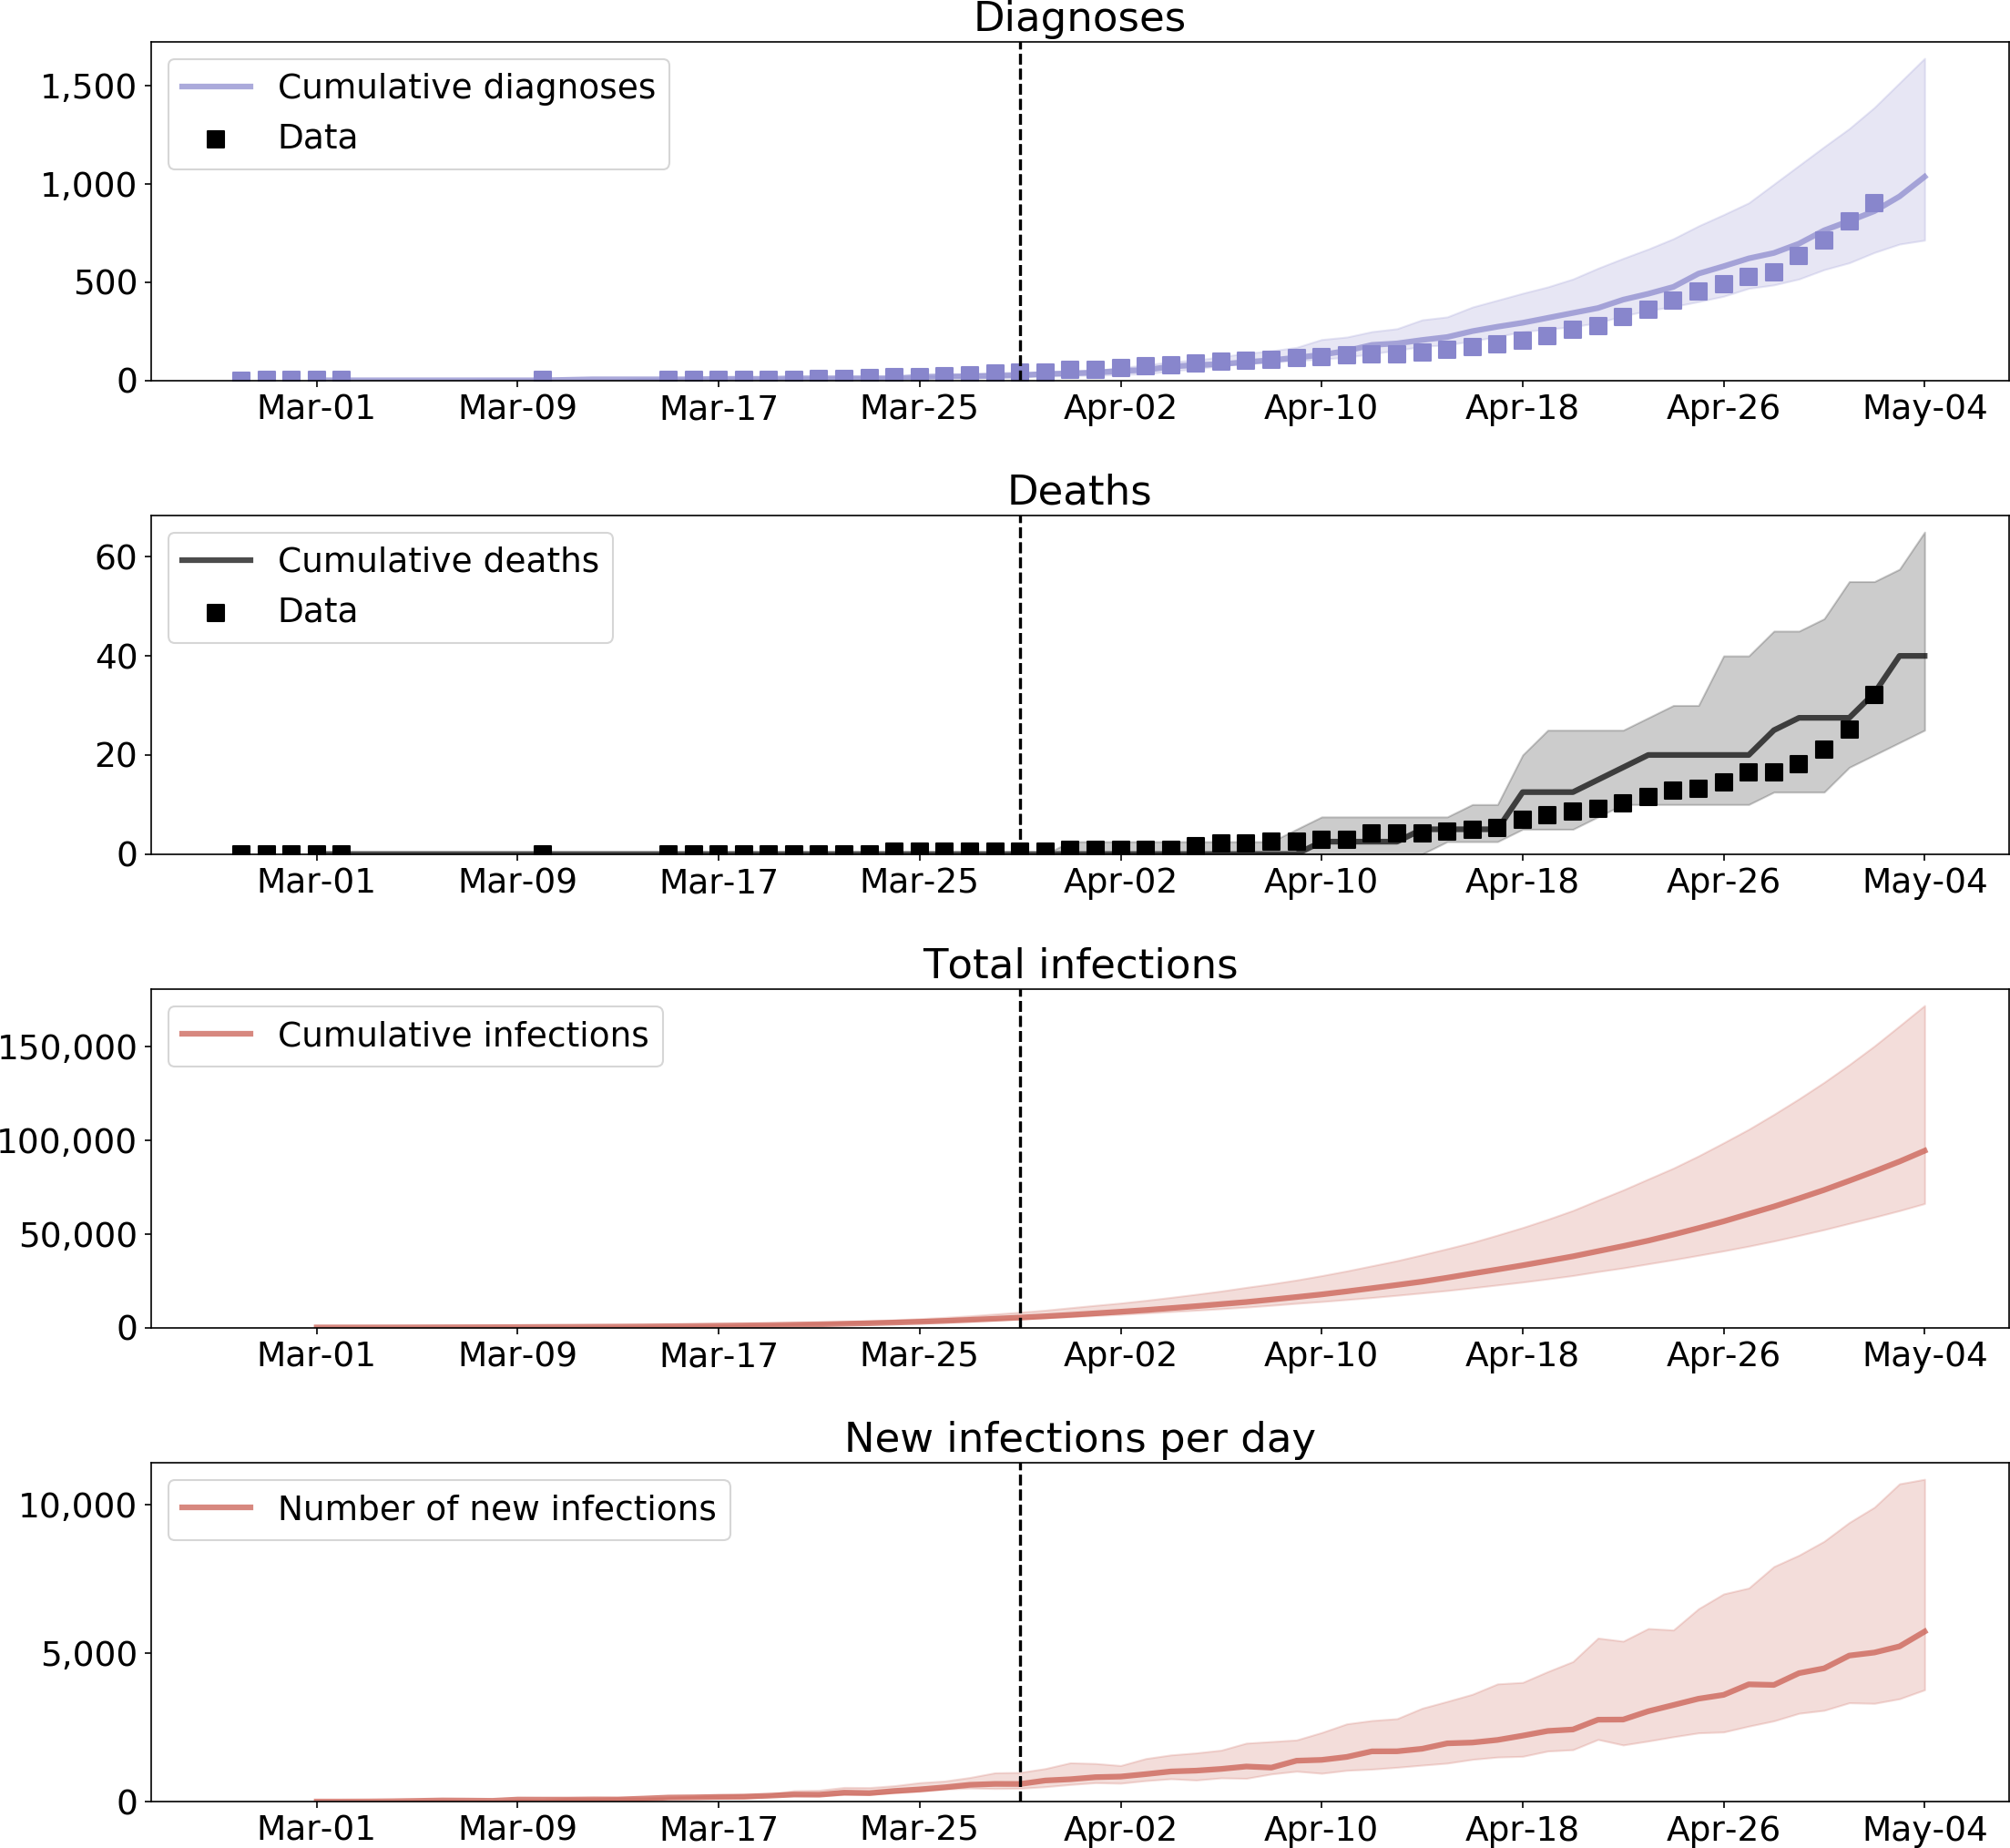 Diagnoses
1,500
1,000
500
0
Cumulative diagnoses
Data
Mar-01 Mar-09 Mar-17 Mar-25 Apr-02 Apr-10 Apr-18 Apr-26 May-04
Deaths
60
40
20
0
Cumulative deaths
Data
Mar-01 Mar-09 Mar-17 Mar-25 Apr-02 Apr-10 Apr-18 Apr-26 May-04
Total infections
150,000
100,000
50,000
0
Cumulative infections
Mar-01 Mar-09 Mar-17 Mar-25 Apr-02 Apr-10 Apr-18 Apr-26 May-04
New infections per day
10,000
5,000
0
Number of new infections
Mar-01 Mar-09 Mar-17 Mar-25 Apr-02 Apr-10 Apr-18 Apr-26 May-04